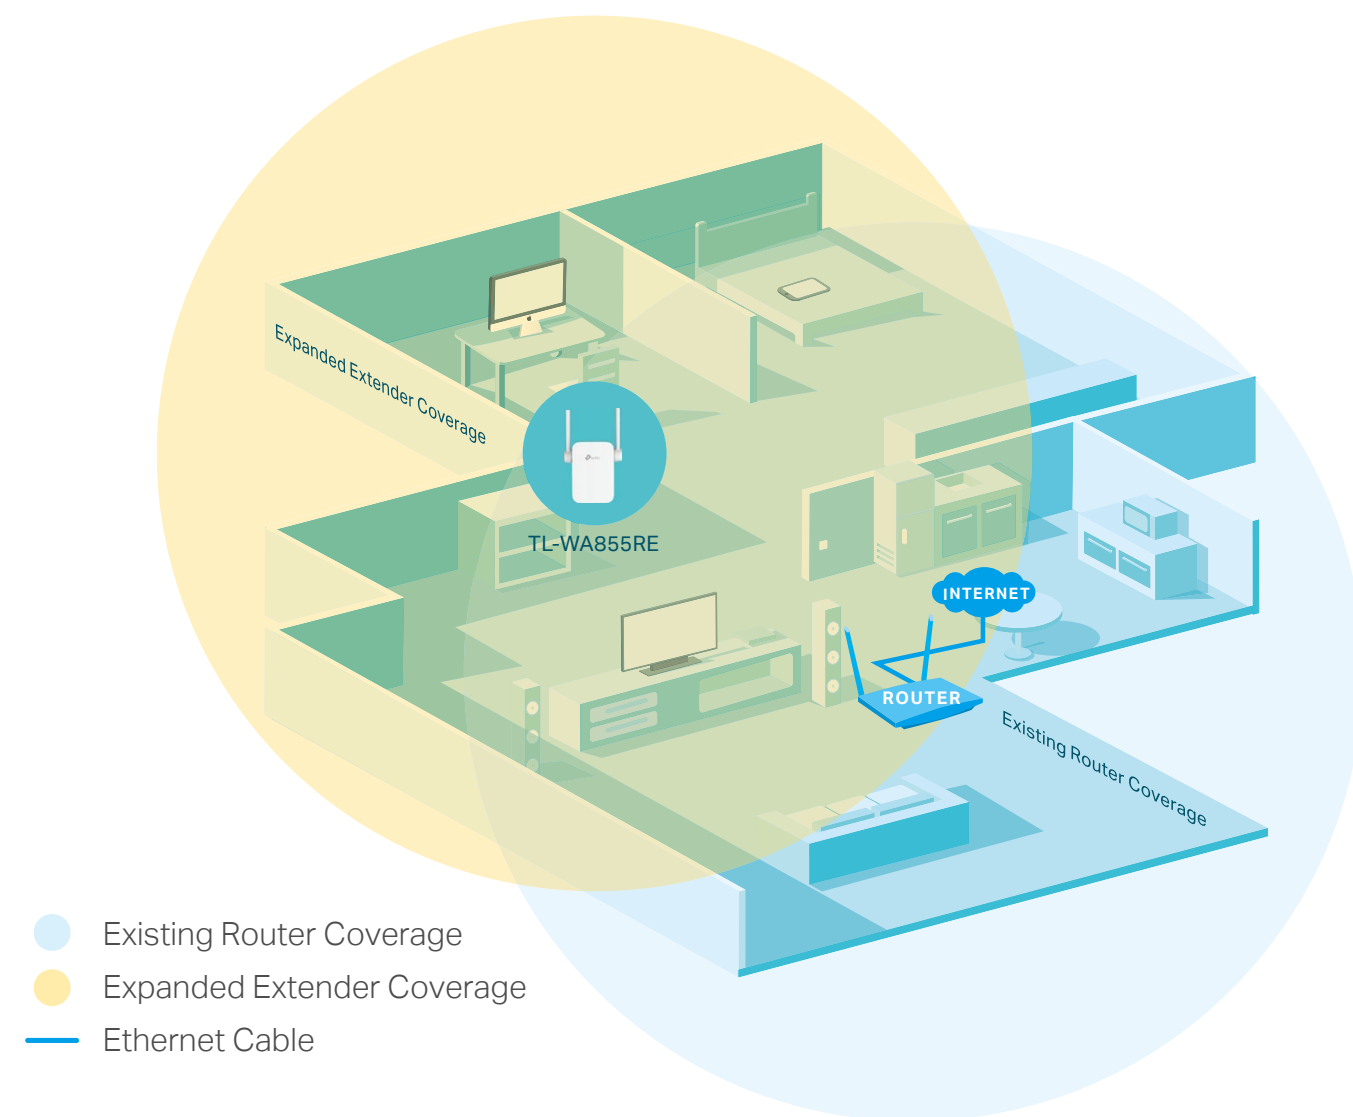 Expanded Extender Coverage
TL-WA855RE
INTERNET
ROUTER
Existing Router Coverage
Existing Router Coverage
Expanded Extender Coverage
Ethernet Cable